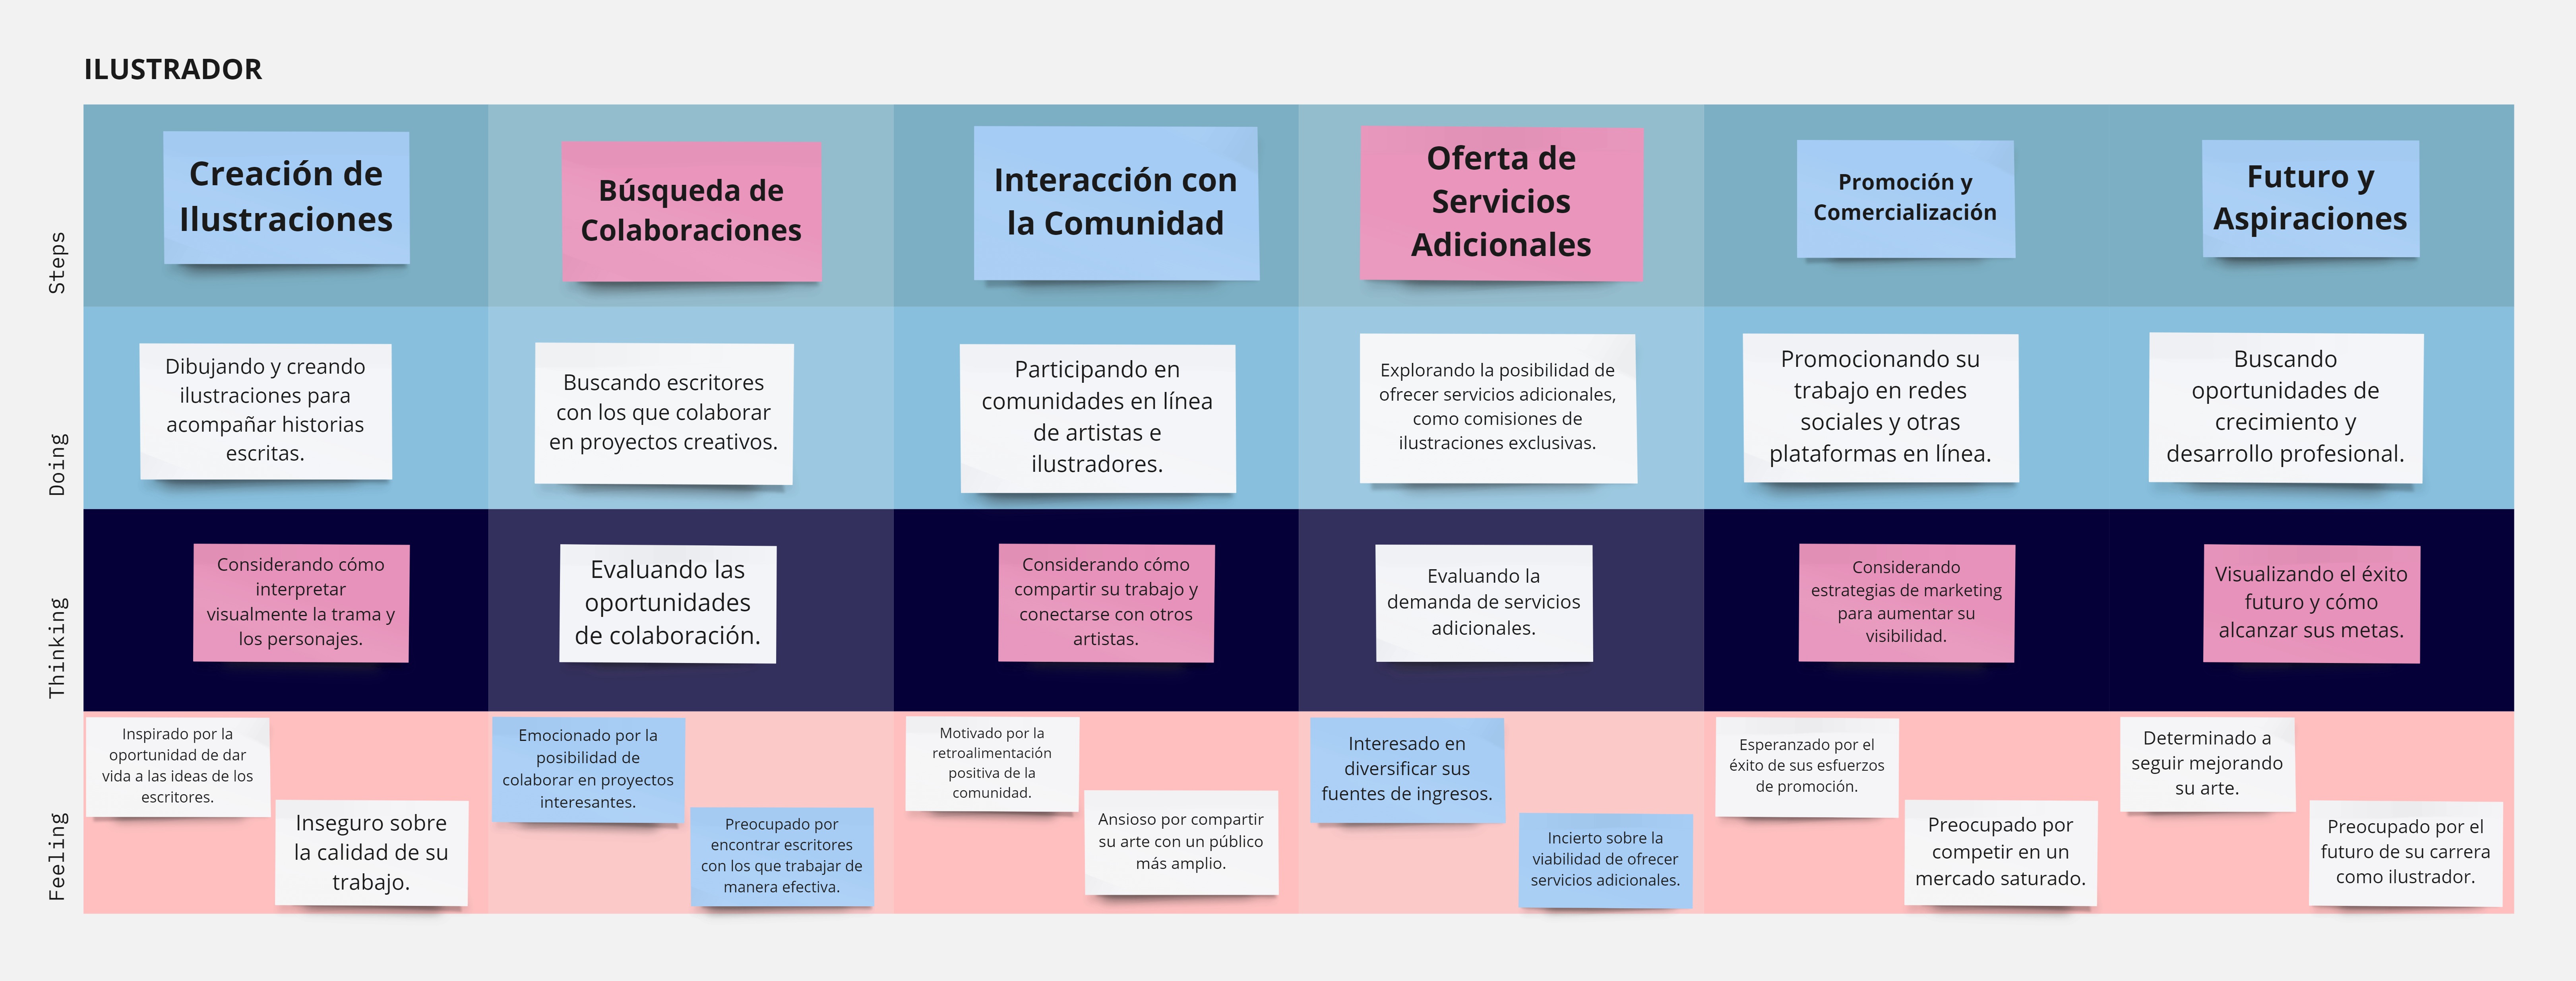 ILUSTRADOR
Steps
Creación de
Ilustraciones
Búsqueda de
Colaboraciones
Interacción con
la Comunidad
Oferta de
Servicios
Adicionales
Promoción y
Comercialización
Futuro y
Aspiraciones
Doing
Dibujando y creando
ilustraciones para
acompañar historias
escritas.
Buscando escritores
con los que colaborar
en proyectos creativos.
Participando en
comunidades en línea
de artistas e
ilustradores.
Explorando la posibilidad de
ofrecer servicios adicionales,
como comisiones de
ilustraciones exclusivas.
Promocionando su
trabajo en redes
sociales y otras
plataformas en línea.
Buscando
oportunidades de
crecimiento y
desarrollo profesional.
Thinking
Considerando cómo
interpretar
visualmente la trama y
los personajes.
Evaluando las
oportunidades
de colaboración.
Considerando cómo
compartir su trabajo y
conectarse con otros
artistas.
Evaluando la
demanda de servicios
adicionales.
Considerando
estrategias de marketing
para aumentar su
visibilidad.
Visualizando el éxito
futuro y cómo
alcanzar sus metas.
Feeling
Inspirado por la
oportunidad de dar
vida a las ideas de los
escritores.
Inseguro sobre
la calidad de su
trabajo.
Emocionado por la
posibilidad de
colaborar en proyectos
interesantes.
Preocupado por
encontrar escritores
con los que trabajar de
manera efectiva.
Motivado por la
retroalimentación
positiva de la
comunidad.
Ansioso por compartir
su arte con un público
más amplio.
Interesado en
diversificar sus
fuentes de ingresos.
Incierto sobre la
viabilidad de ofrecer
servicios adicionales.
Esperanzado por el
éxito de sus esfuerzos
de promoción.
Preocupado por
competir en un
mercado saturado.
Determinado a
seguir mejorando
su arte.
Preocupado por el
futuro de su carrera
como ilustrador.